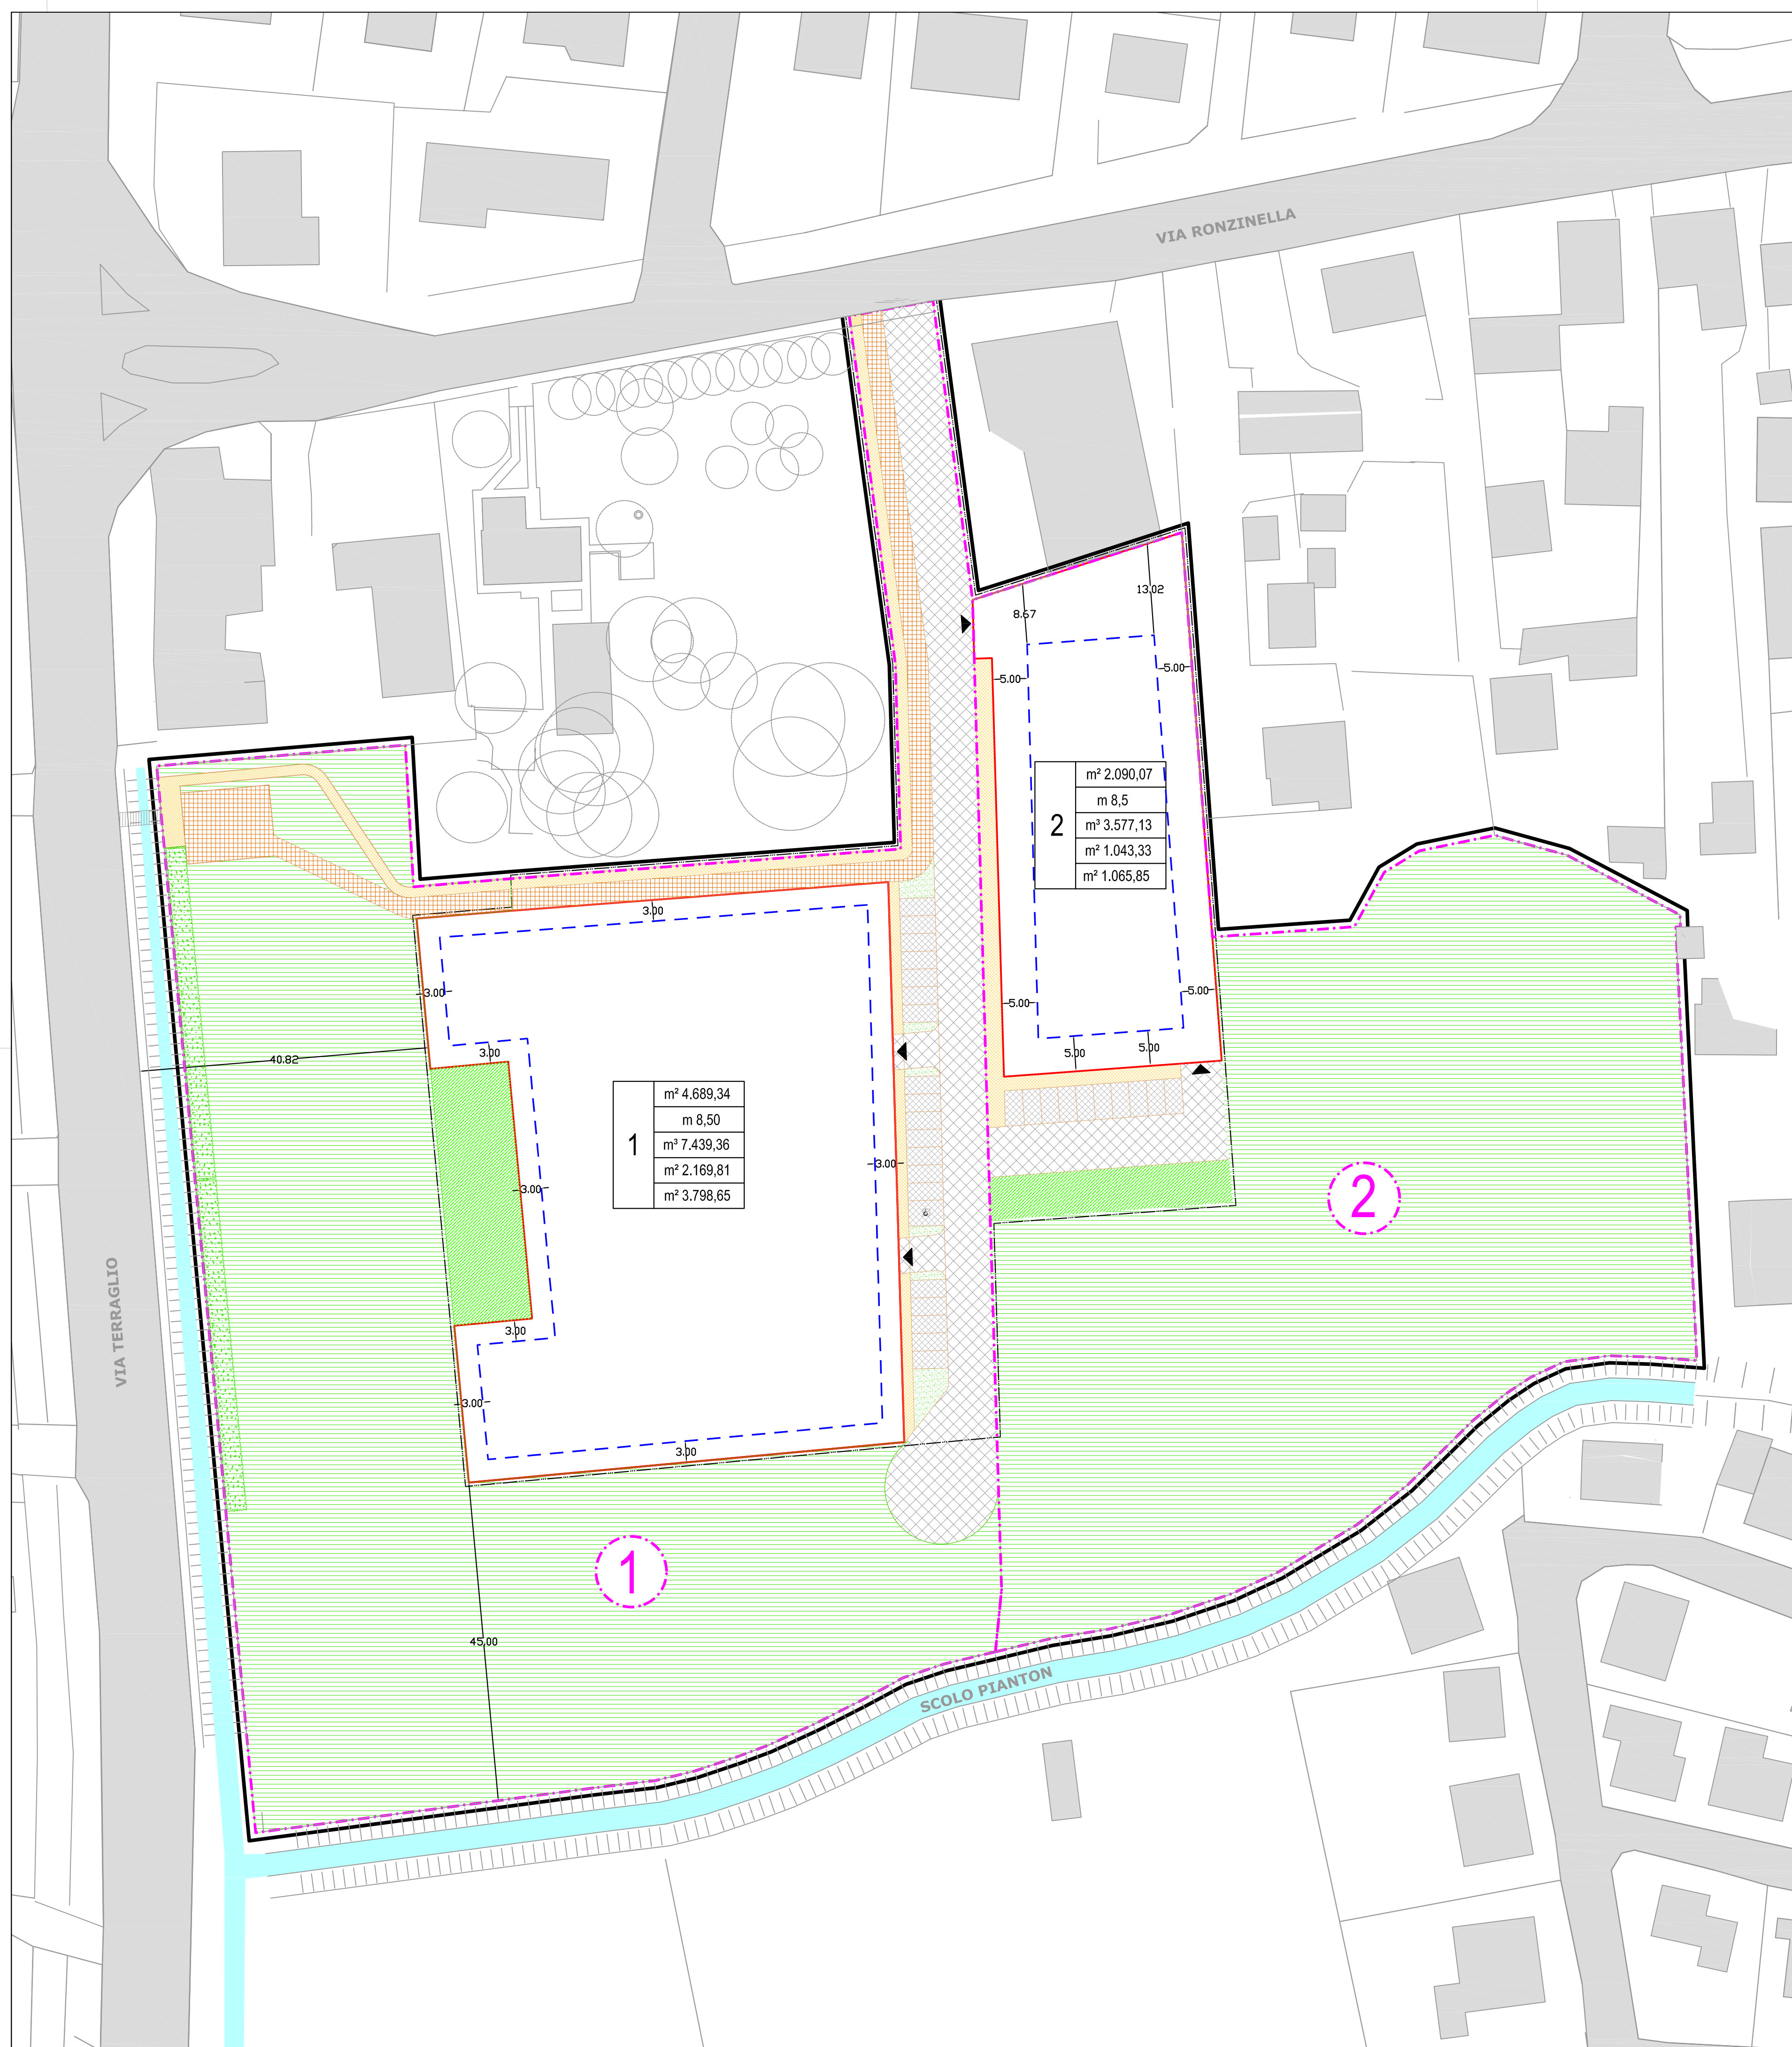 VIA RONZINELLA
8.67
13.02
-5.00-
-5.00-
2
m² 2.090,07
m 8,5
m³ 3.577,13
m² 1.043,33
m² 1.065,85
3.00
-3.00-
-5.00-
-5.00-
3.00
5.00
5.00
40.82
1
m² 4.689,34
m 8,50
m³ 7.439,36
m² 2.169,81
m² 3.798,65
-3.00-
-3.00-
2
VIA TERRAGLIO
3.00
-3.00-
3.00
1
45.00
SCOLO PIANTON